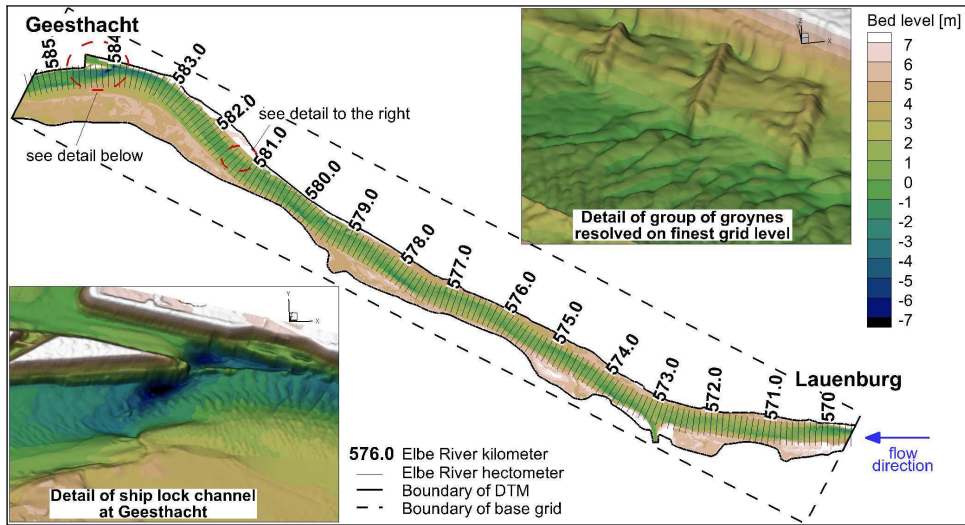 Geesthacht
585.
584
583.0
582.0
see detail to the right
581.0
see detail below
580.0
579.0
578.0
577.0
576.0
575.0
574.0
573.0
572.0
571.0
570
Lauenburg
flow
direction
Z
X
Detail of group of groynes
resolved on finest grid level
Bed level [m]
7
6
5
4
3
2
1
0
-1
-2
-3
-4
-5
-6
-7
Y
X
Detail of ship lock channel
at Geesthacht
576.0 Elbe River kilometer
Elbe River hectometer
Boundary of DTM
Boundary of base grid